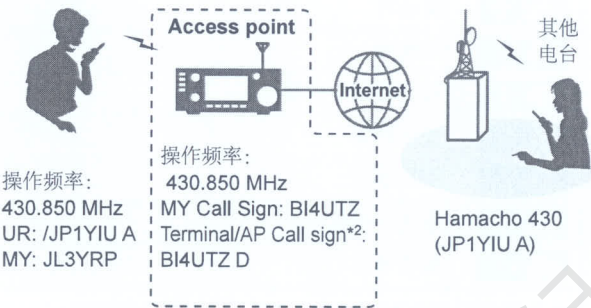 Access point
Internet
其他
电台
操作频率:
430.850 MHz
UR: /JP1YIU A
MY: JL3YRP
操作频率:
430.850 MHz
MY Call Sign: BI4UTZ
Terminal/AP Call sign*2:
BI4UTZ D
Hamacho 430
(JP1YIU A)